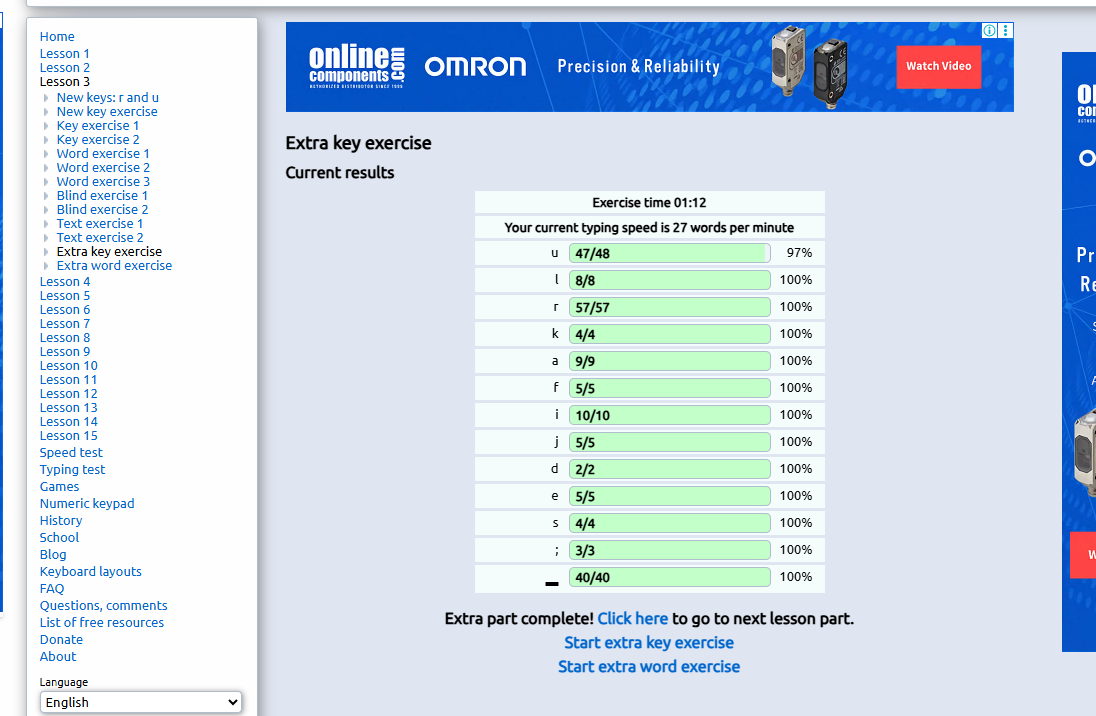 Home
Lesson 1
Lesson 2
Lesson 3
New keys: r and u
New key exercise
Key exercise 1
Key exercise 2
Word exercise 1
Word exercise 2
Word exercise 3
Blind exercise 1
Blind exercise 2
Text exercise 1
Text exercise 2
Extra key exercise
Extra word exercise
Lesson 4
Lesson 5
Lesson 6
Lesson 7
Lesson 8
Lesson 9
Lesson 10
Lesson 11
Lesson 12
Lesson 13
Lesson 14
Lesson 15
Speed test
Typing test
Games
Numeric keypad
History
School
Blog
Keyboard layouts
FAQ
Questions, comments
List of free resources
Donate
About
Language
English
online components.com
AUTHORIZED DISTRIBUTOR SINCE 1999
OMRON
Precision & Reliability
Watch Video
Extra key exercise
Current results
Exercise time 01:12
Your current typing speed is 27 words per minute
u 47/48 97%
l 8/8 100%
r 57/57 100%
k 4/4 100%
a 9/9 100%
f 5/5 100%
i 10/10 100%
j 5/5 100%
d 2/2 100%
e 5/5 100%
s 4/4 100%
; 3/3 100%
_ 40/40 100%
Extra part complete! Click here to go to next lesson part.
Start extra key exercise
Start extra word exercise